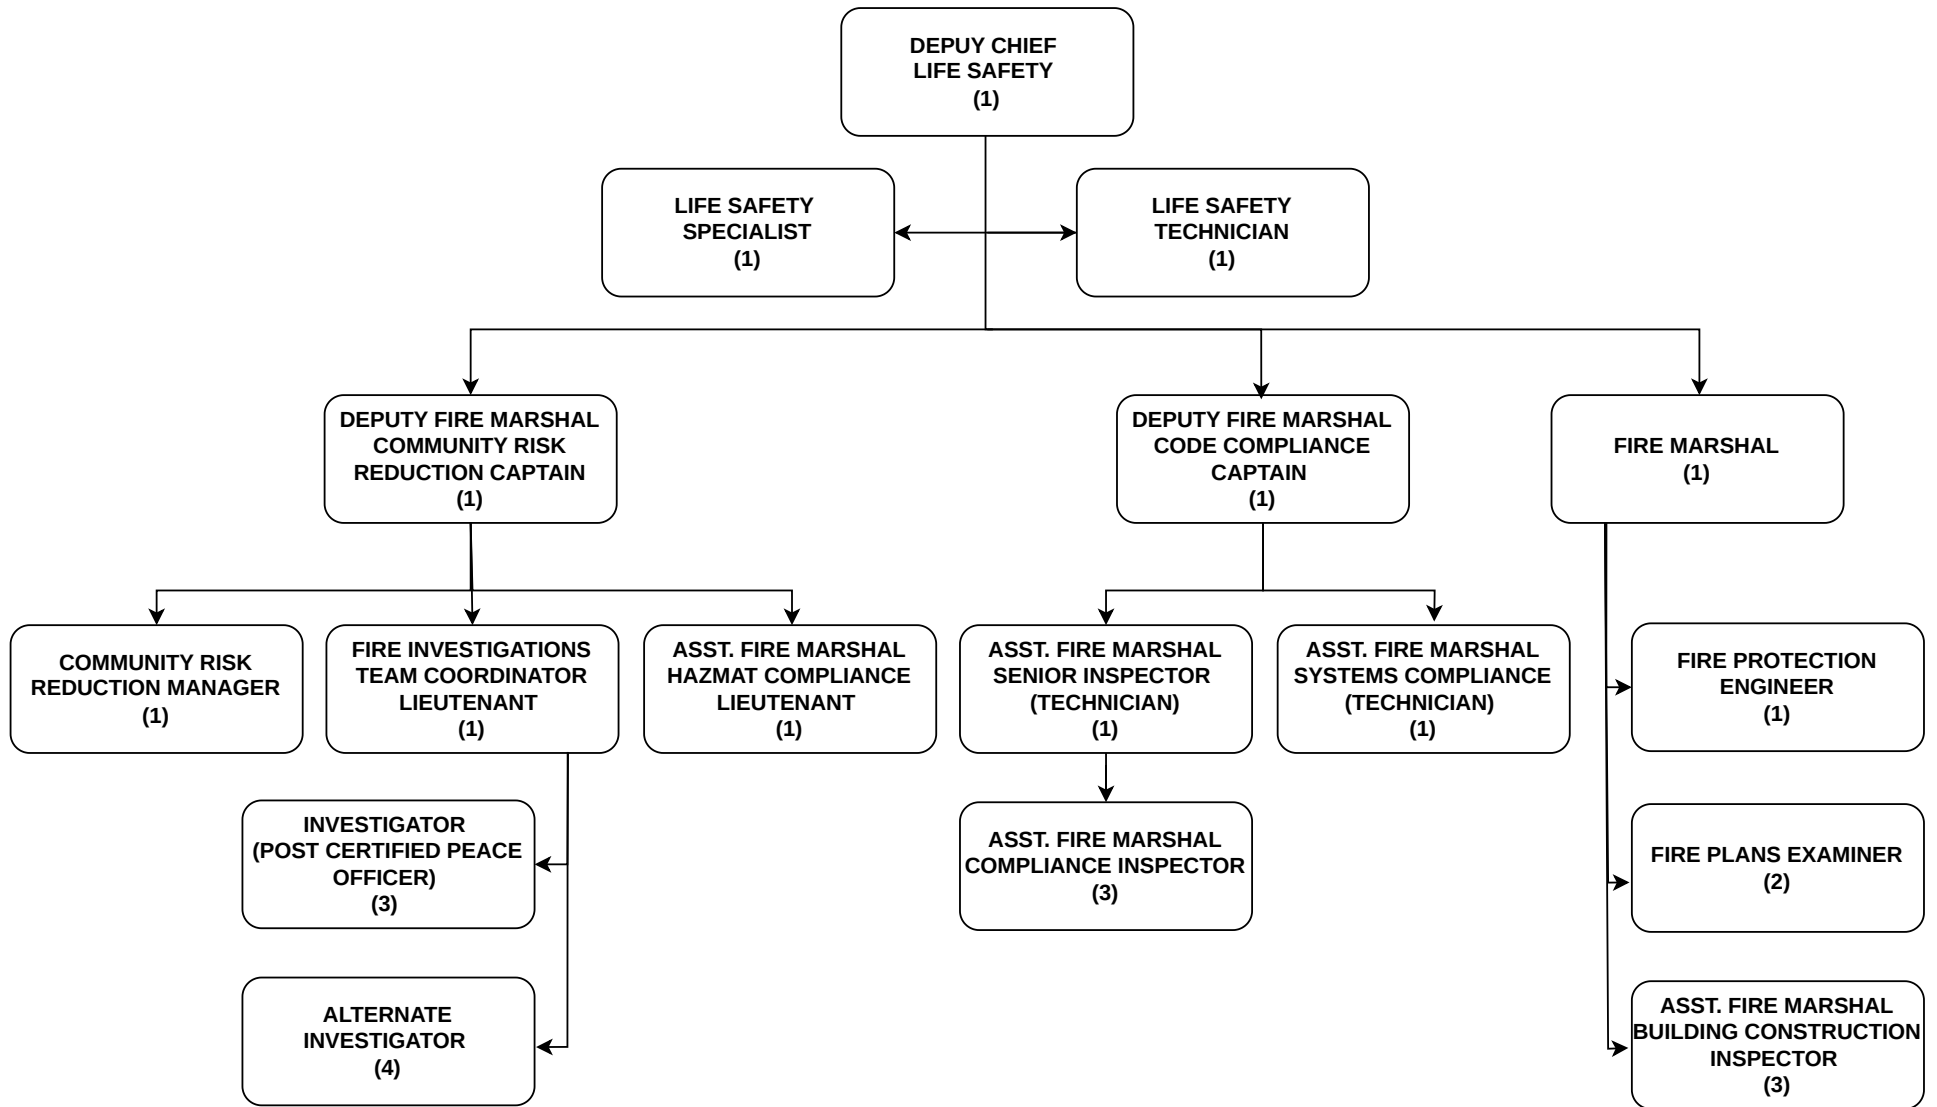 DEPUY CHIEF
LIFE SAFETY
(1)
LIFE SAFETY
SPECIALIST
(1)
LIFE SAFETY
TECHNICIAN
(1)
DEPUTY FIRE MARSHAL
COMMUNITY RISK
REDUCTION CAPTAIN
(1)
DEPUTY FIRE MARSHAL
CODE COMPLIANCE
CAPTAIN
(1)
FIRE MARSHAL
(1)
COMMUNITY RISK
REDUCTION MANAGER
(1)
FIRE INVESTIGATIONS
TEAM COORDINATOR
LIEUTENANT
(1)
ASST. FIRE MARSHAL
HAZMAT COMPLIANCE
LIEUTENANT
(1)
ASST. FIRE MARSHAL
SENIOR INSPECTOR
(TECHNICIAN)
(1)
ASST. FIRE MARSHAL
SYSTEMS COMPLIANCE
(TECHNICIAN)
(1)
FIRE PROTECTION
ENGINEER
(1)
INVESTIGATOR
(POST CERTIFIED PEACE
OFFICER)
(3)
ASST. FIRE MARSHAL
COMPLIANCE INSPECTOR
(3)
FIRE PLANS EXAMINER
(2)
ALTERNATE
INVESTIGATOR
(4)
ASST. FIRE MARSHAL
BUILDING CONSTRUCTION
INSPECTOR
(3)